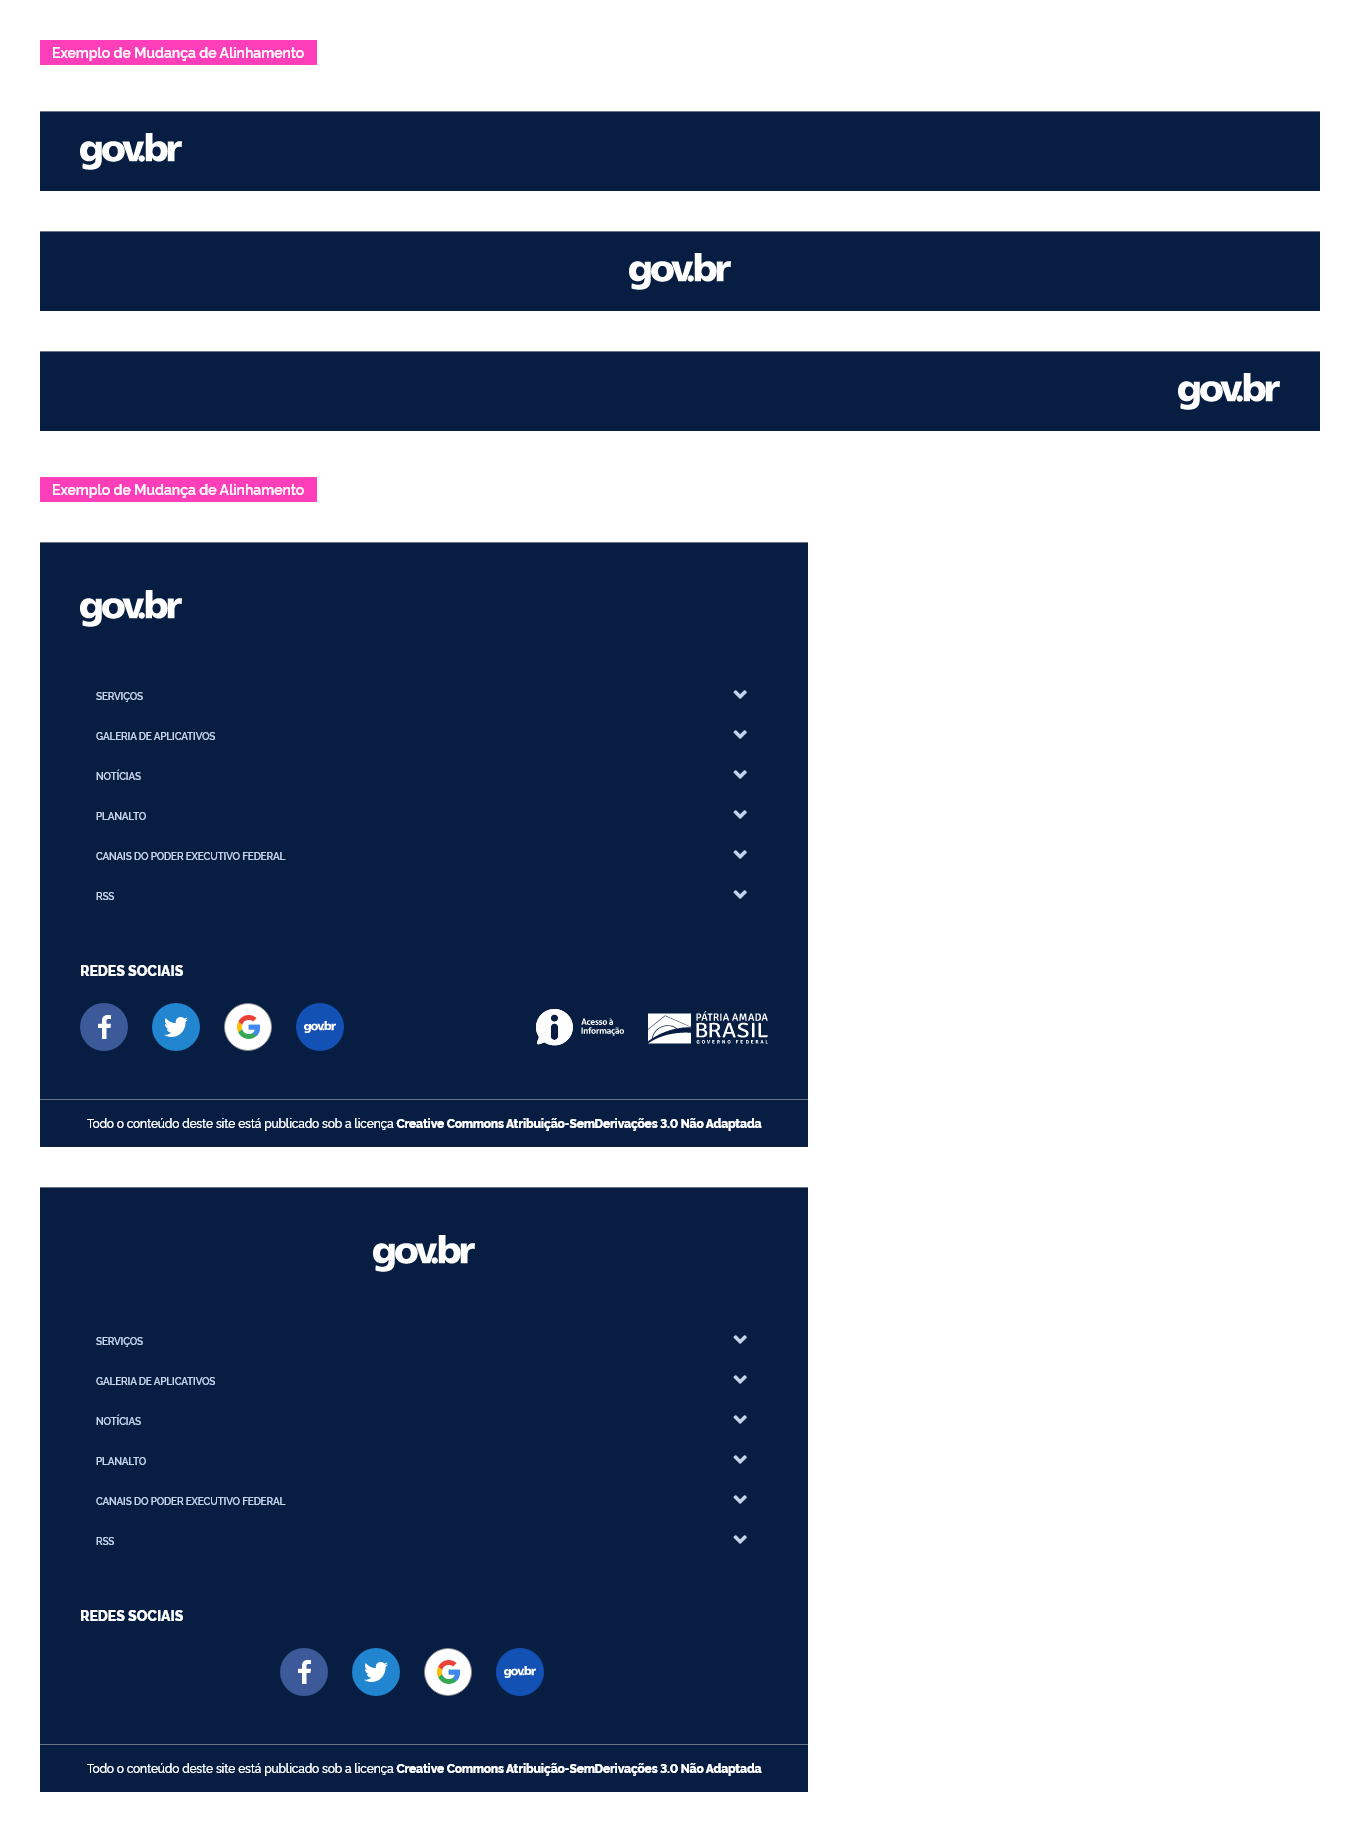 Exemplo de Mudança de Alinhamento
gov.br
gov.br
gov.br
Exemplo de Mudança de Alinhamento
gov.br
SERVIÇOS
GALERIA DE APLICATIVOS
NOTÍCIAS
PLANALTO
CANAIS DO PODER EXECUTIVO FEDERAL
RSS
REDES SOCIAIS
gov.br
Acesso à
Informação
PÁTRIA AMADA
BRASIL
GOVERNO FEDERAL
Todo o conteúdo deste site está publicado sob a licença Creative Commons Atribuição-SemDerivações 3.0 Não Adaptada
gov.br
SERVIÇOS
GALERIA DE APLICATIVOS
NOTÍCIAS
PLANALTO
CANAIS DO PODER EXECUTIVO FEDERAL
RSS
REDES SOCIAIS
gov.br
Todo o conteúdo deste site está publicado sob a licença Creative Commons Atribuição-SemDerivações 3.0 Não Adaptada